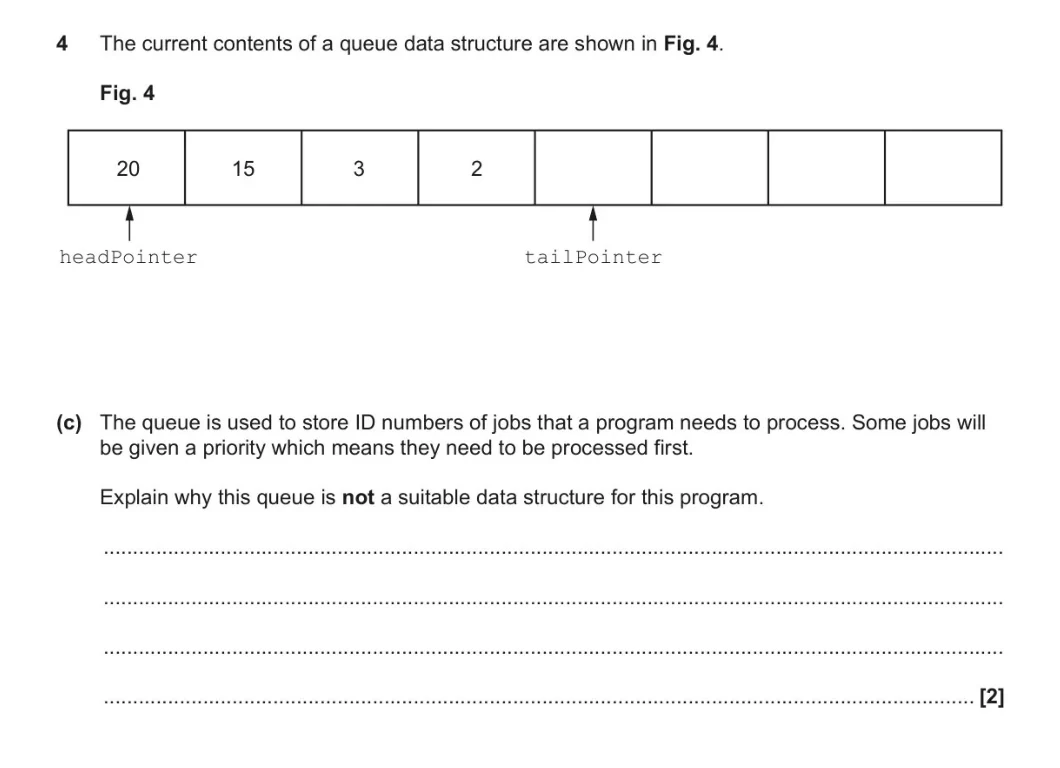 4 The current contents of a queue data structure are shown in Fig. 4.
Fig. 4
20 15 3 2
headPointer tailPointer
(c) The queue is used to store ID numbers of jobs that a program needs to process. Some jobs will
be given a priority which means they need to be processed first.
Explain why this queue is not a suitable data structure for this program.
[2]